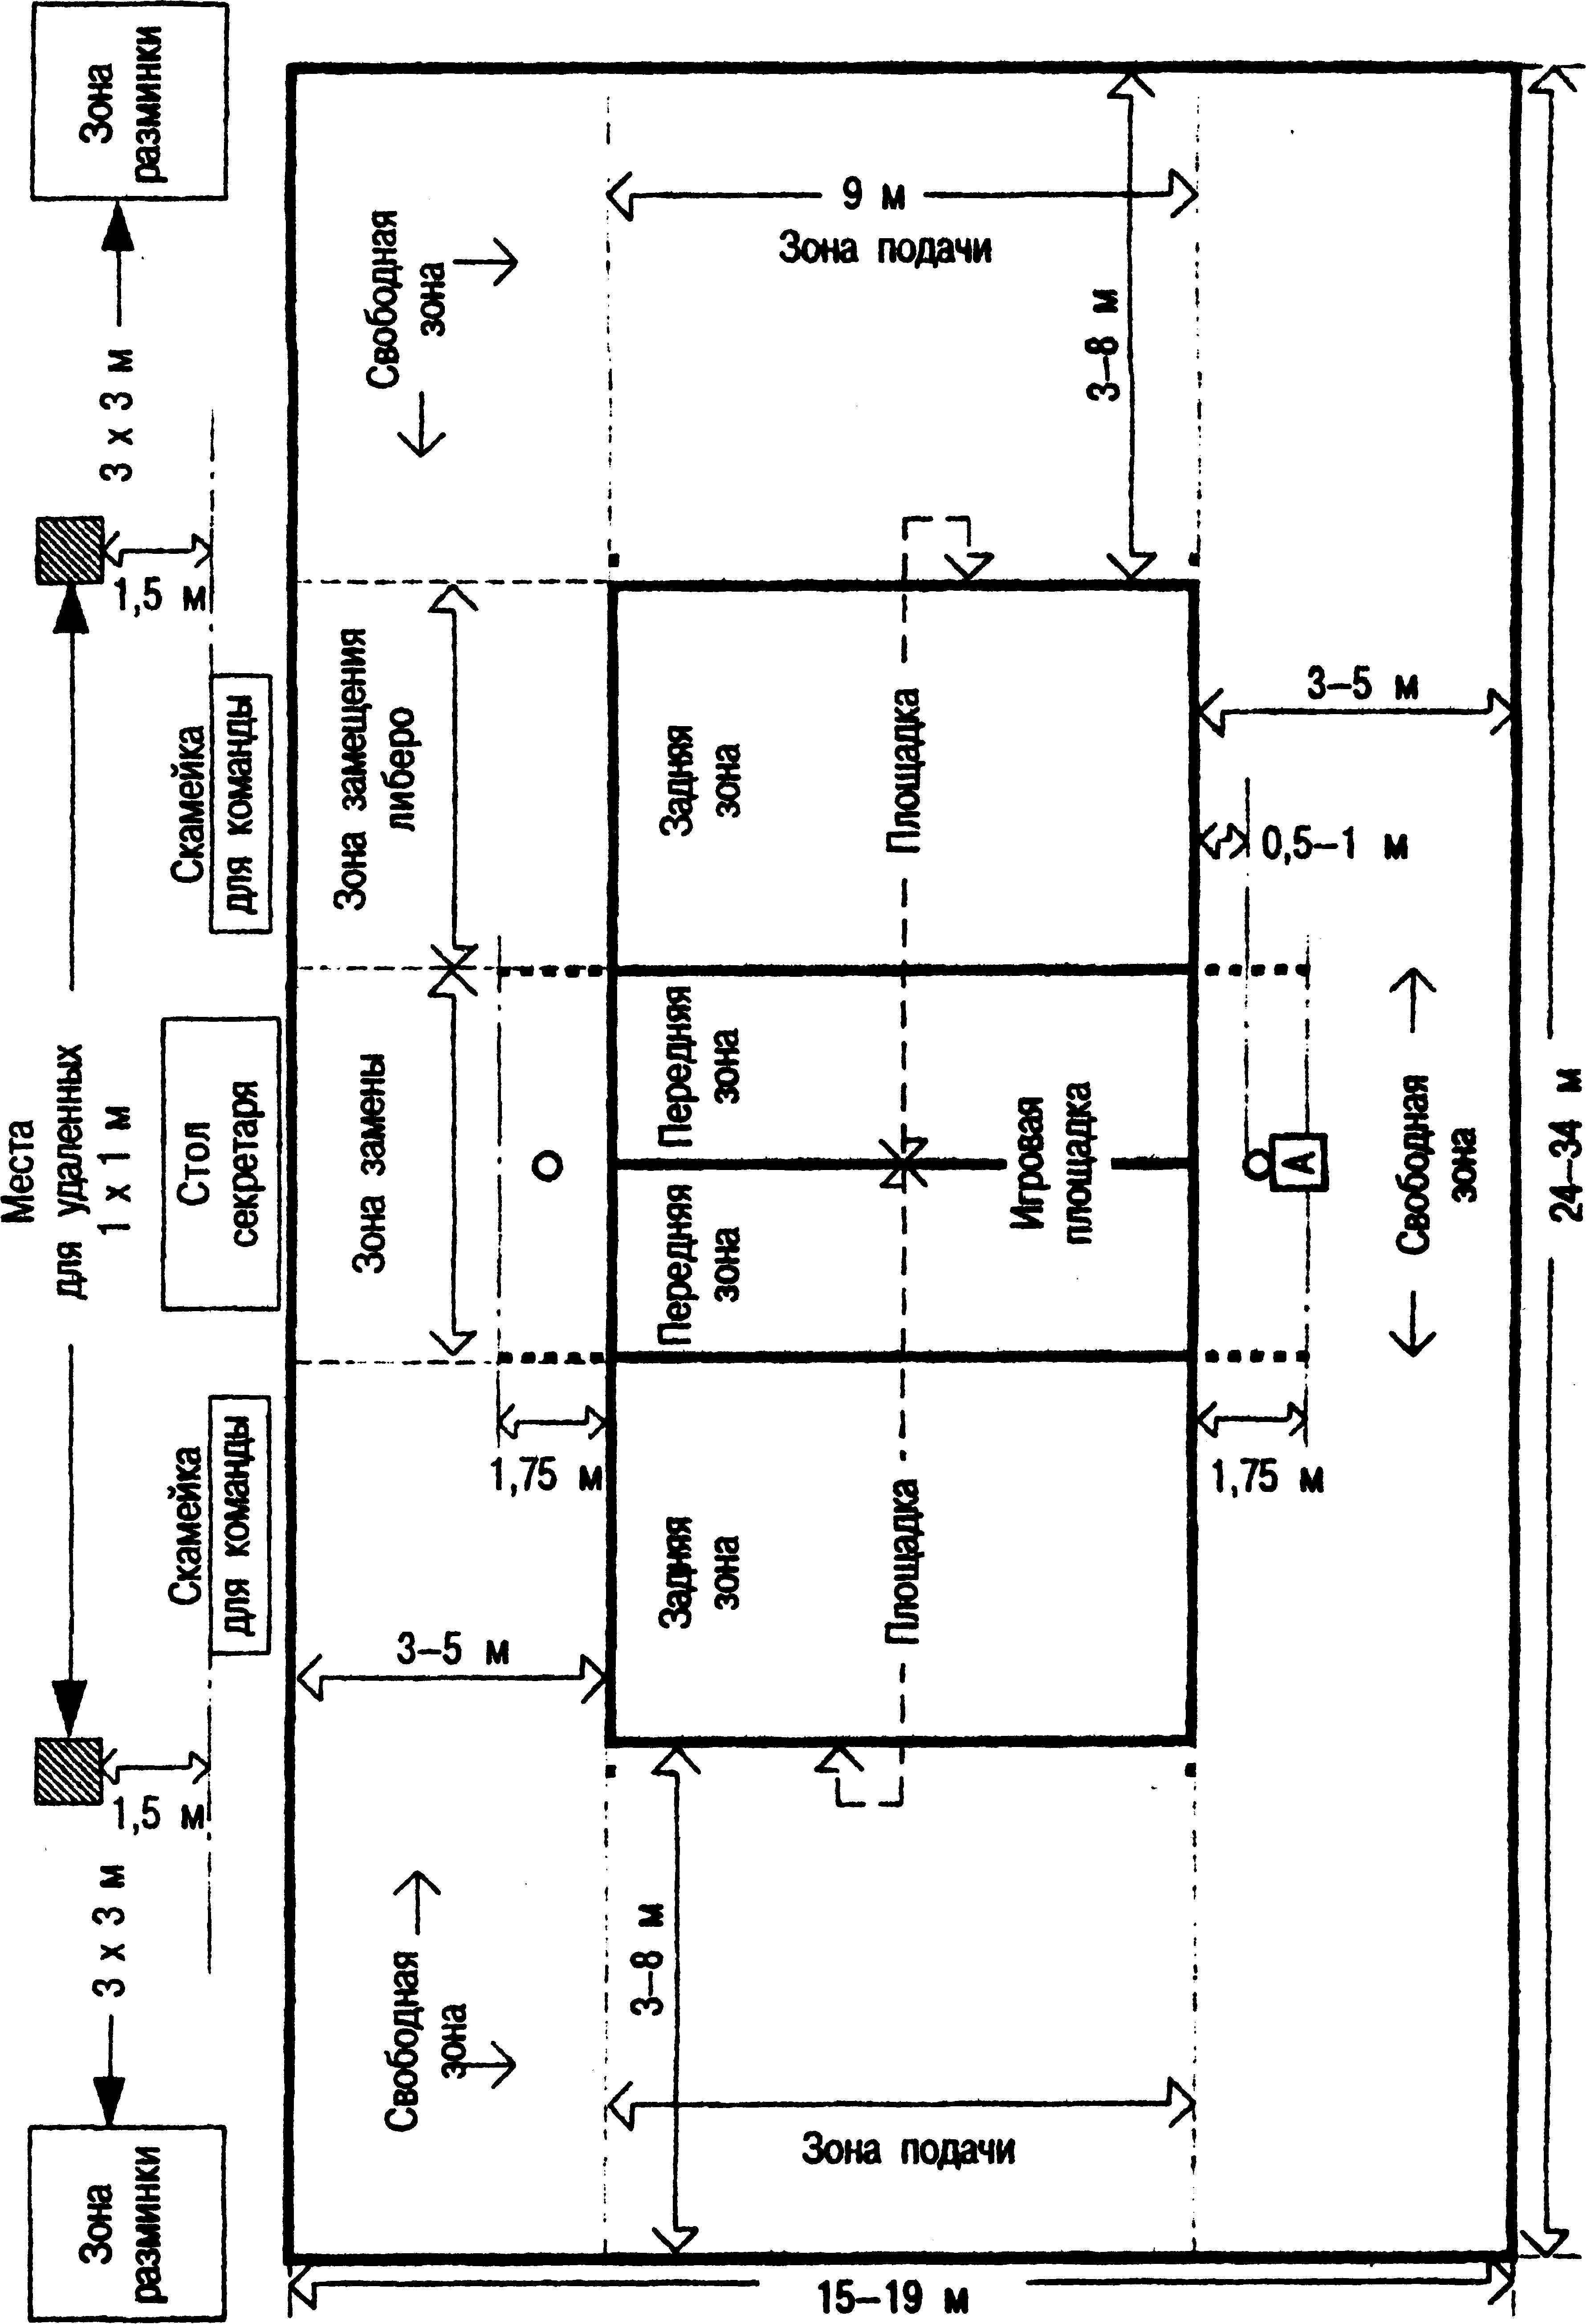 Зона
разминки
3 x 3 м
1,5 м
Скамейка
для команды
Места
для удаленных
1 x 1 м
Стол
секретаря
Скамейка
для команды
1,5 м
3 x 3 м
Зона
разминки
Свободная
зона
9 м
Зона подачи
3–8 м
Зона замещения
либеро
Задняя
зона
Площадка
3–5 м
0,5–1 м
Зона замены
Передняя
зона
Передняя
зона
Игровая
площадка
А
Свободная
зона
24–34 м
1,75 м
1,75 м
Задняя
зона
Площадка
3–5 м
Свободная
зона
3–8 м
Зона подачи
15–19 м